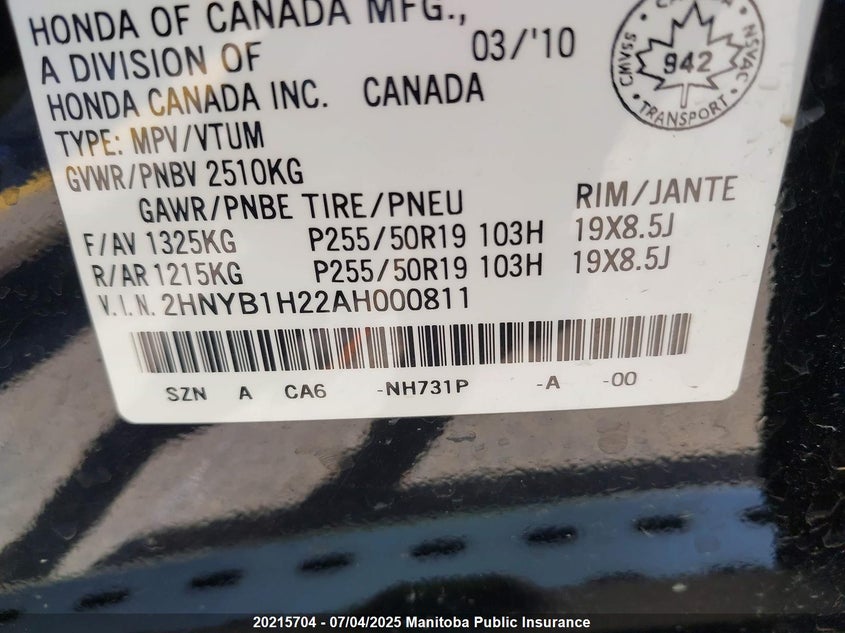 HONDA OF CANADA MFG.,
A DIVISION OF 03/'10
HONDA CANADA INC. CANADA
TYPE: MPV/VTUM
GVWR/PNBV 2510KG
GAWR/PNBE TIRE/PNEU RIM/JANTE
F/AV 1325KG P255/50R19 103H 19X8.5J
R/AR 1215KG P255/50R19 103H 19X8.5J
V.I.N. 2HNYB1H22AH000811
SZN A CA6 -NH731P -A -00
CMVSS
942
NSVAC
TRANSPORT
20215704 - 07/04/2025 Manitoba Public Insurance